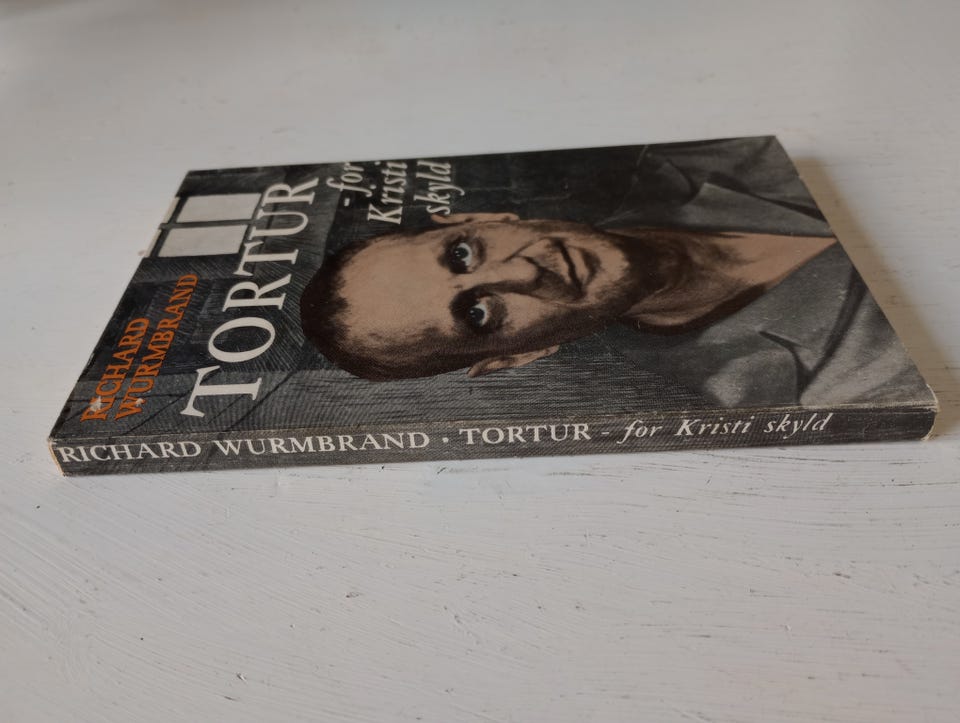 RICHARD
WURMBRAND
TORTUR
- for
Kristi
skyld
RICHARD WURMBRAND · TORTUR - for Kristi skyld